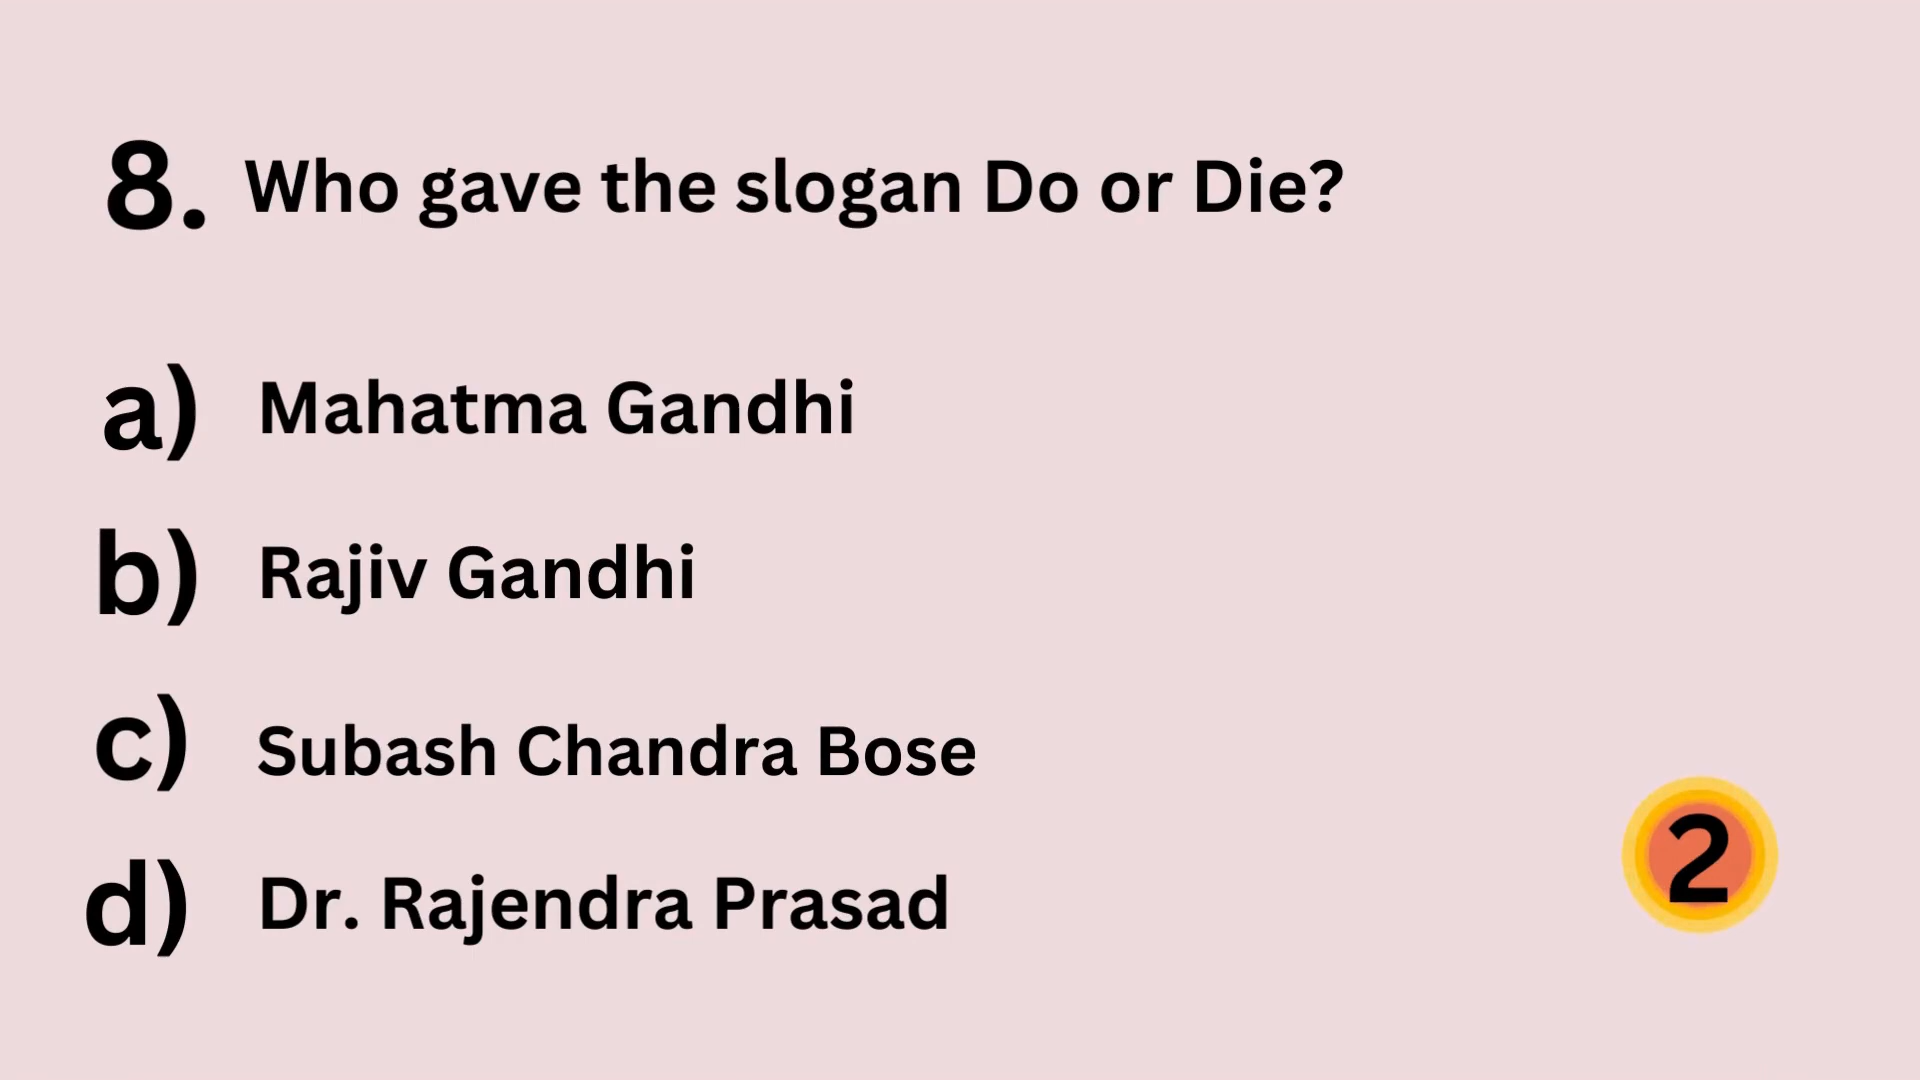 8. Who gave the slogan Do or Die?
a) Mahatma Gandhi
b) Rajiv Gandhi
c) Subash Chandra Bose
d) Dr. Rajendra Prasad
2